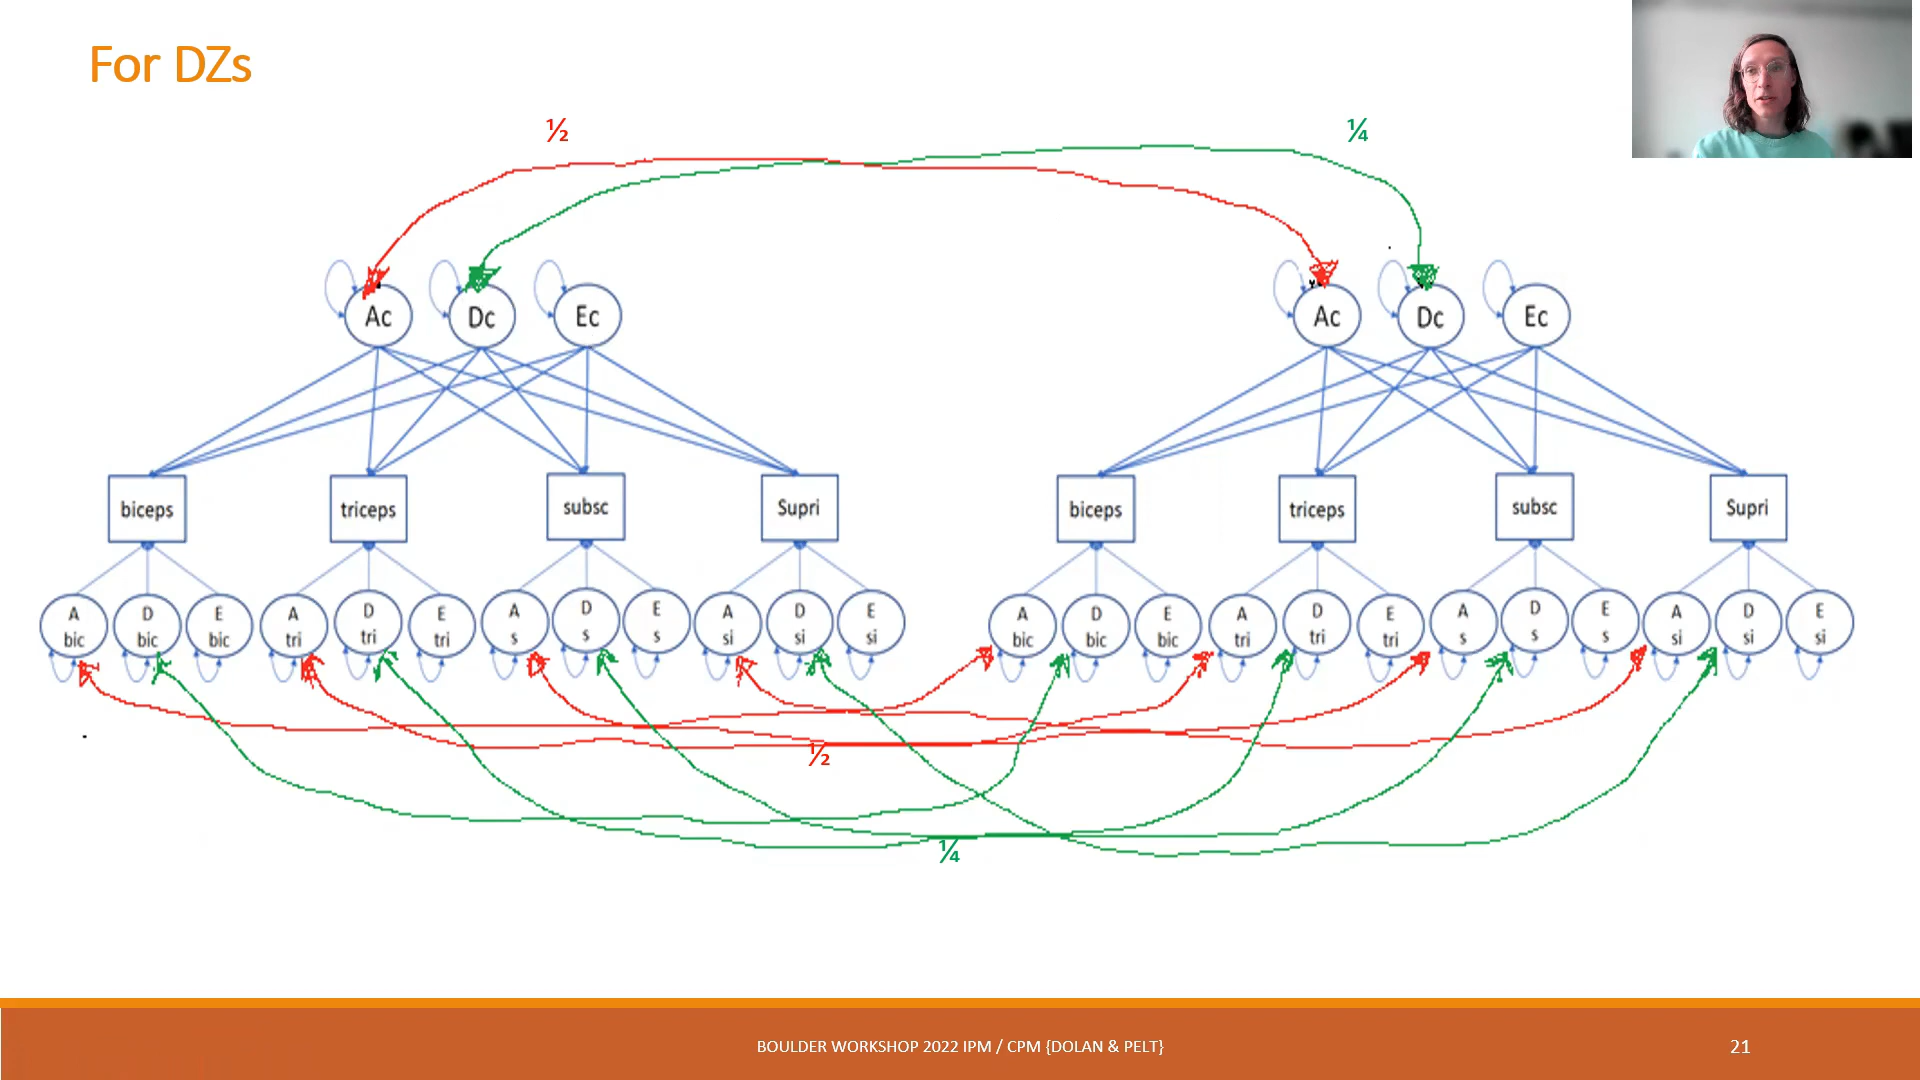 For DZs
½ ¼
Ac Dc Ec Ac Dc Ec
biceps triceps subsc Supri biceps triceps subsc Supri
A D E A D E A D E A D E A D E A D E A D E A D E
bic bic bic tri tri tri s s s si si si bic bic bic tri tri tri s s s si si si
½
¼
BOULDER WORKSHOP 2022 IPM / CPM {DOLAN & PELT} 21